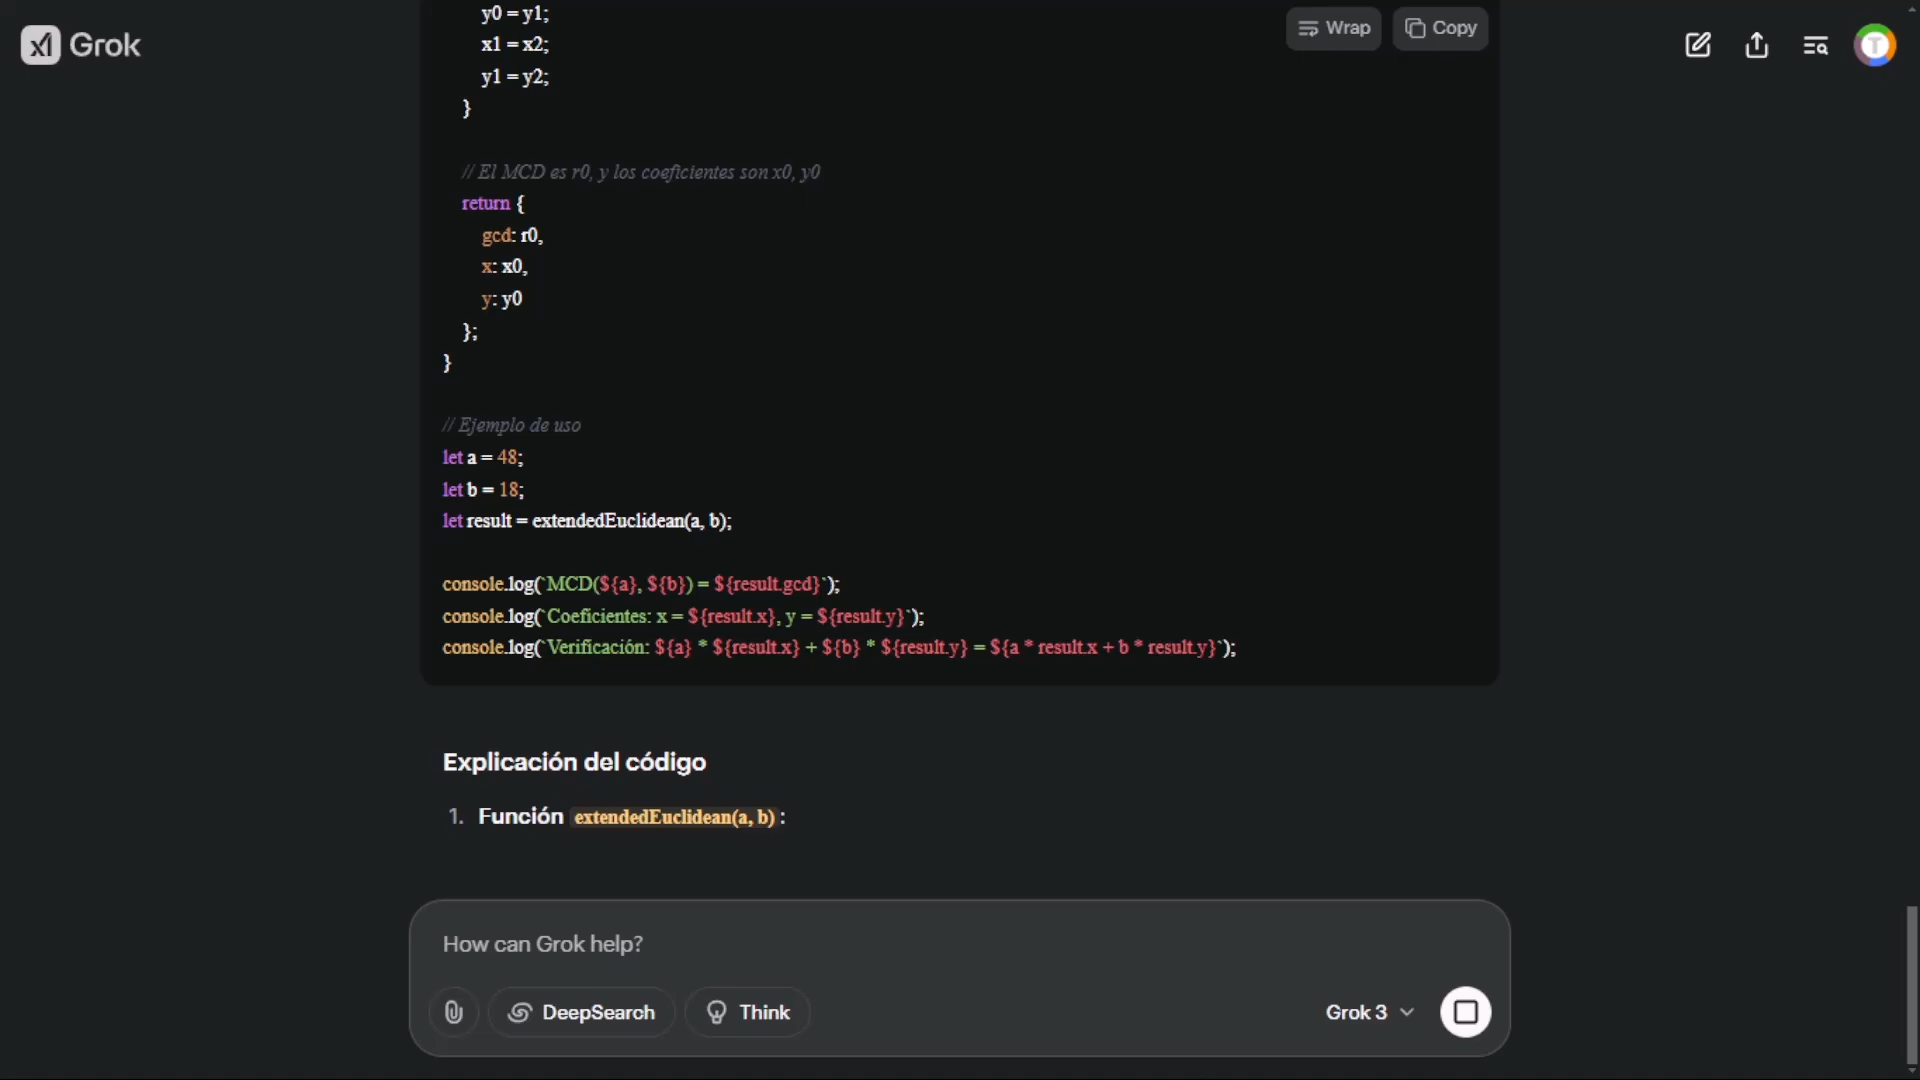 Grok
y0 = y1;
Wrap
Copy
x1 = x2;
y1 = y2;
}
// El MCD es r0, y los coeficientes son x0, y0
return {
gcd: r0,
x: x0,
y: y0
};
}
// Ejemplo de uso
let a = 48;
let b = 18;
let result = extendedEuclidean(a, b);
console.log(`MCD(${a}, ${b}) = ${result.gcd}`);
console.log(`Coeficientes: x = ${result.x}, y = ${result.y}`);
console.log(`Verificación: ${a} * ${result.x} + ${b} * ${result.y} = ${a * result.x + b * result.y}`);
Explicación del código
1. Función extendedEuclidean(a, b):
How can Grok help?
DeepSearch
Think
Grok 3
T